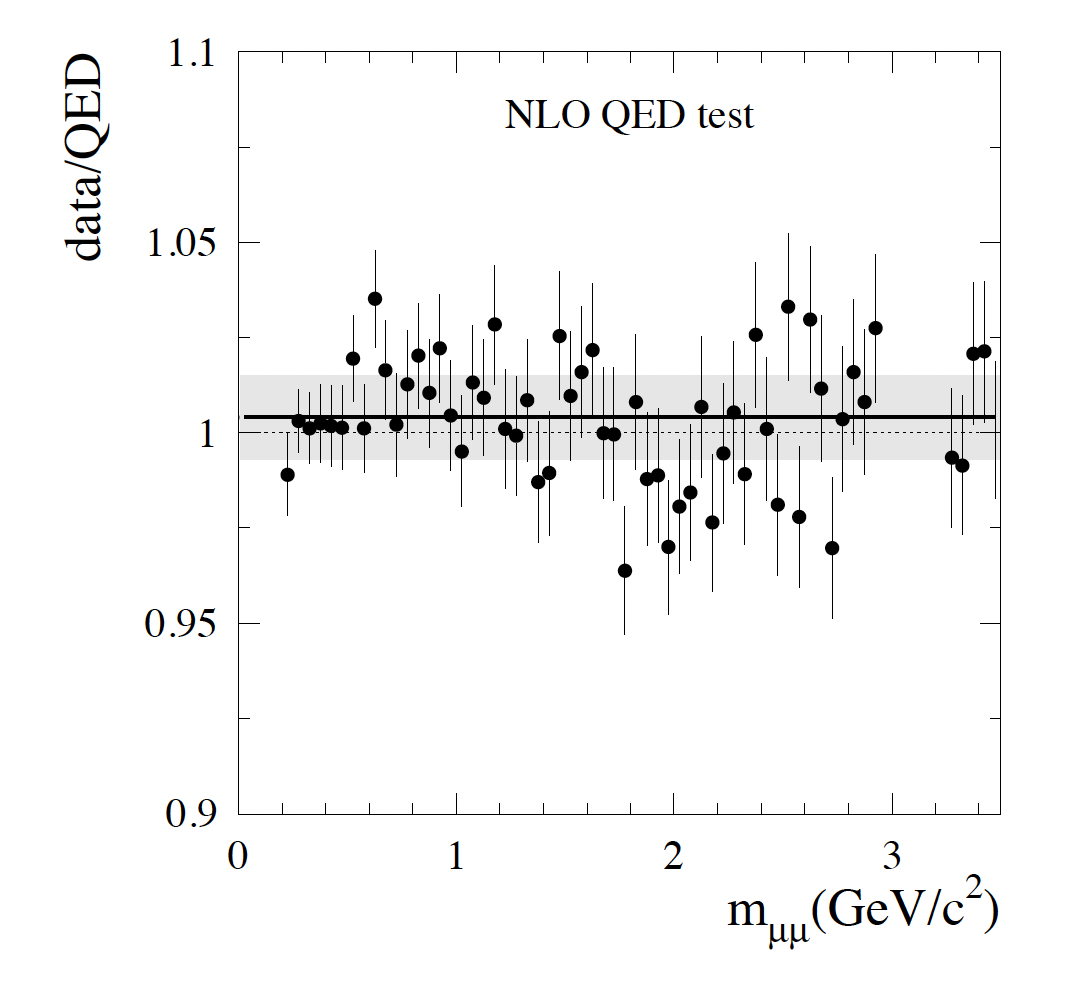 data/QED
1.1
1.05
1
0.95
0.9
NLO QED test
0 1 2 3
mμμ(GeV/c²)